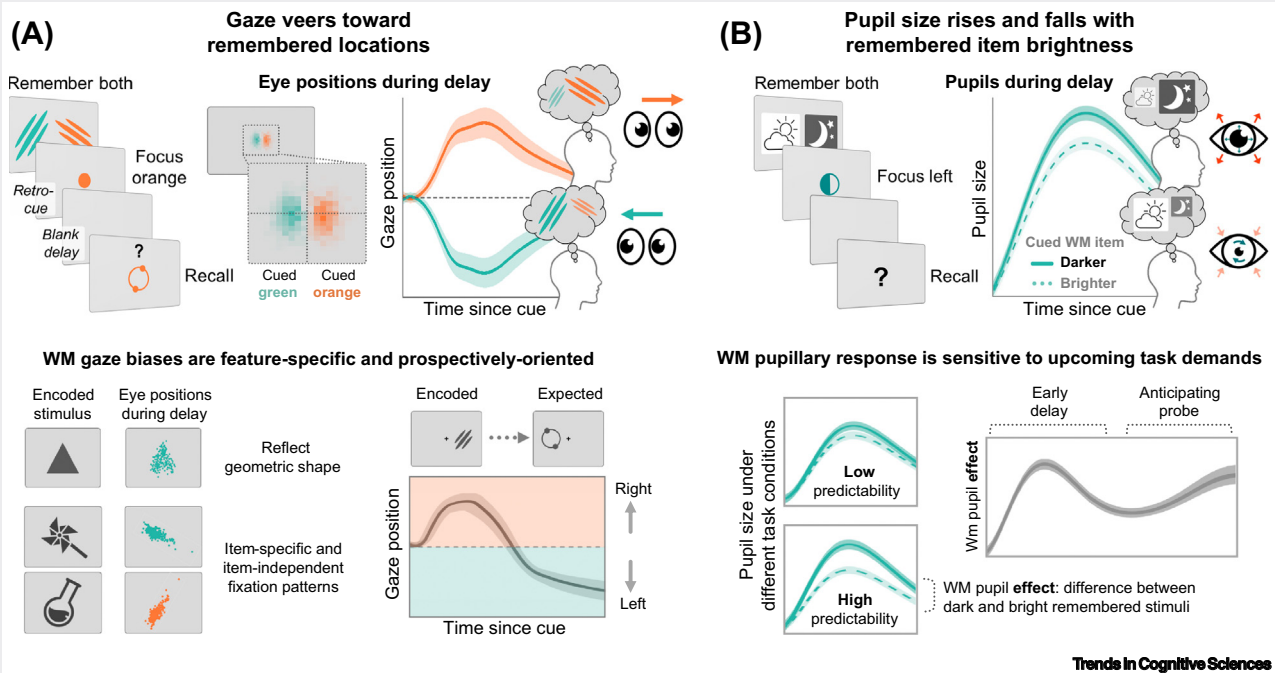 (A)
Gaze veers toward
remembered locations
Remember both
Focus
orange
Retro-
cue
Blank
delay
?
Recall
Eye positions during delay
Cued
green
Cued
orange
Gaze position
Time since cue
WM gaze biases are feature-specific and prospectively-oriented
Encoded
stimulus
Eye positions
during delay
Reflect
geometric shape
Item-specific and
item-independent
fixation patterns
Encoded
Expected
+
+
Gaze position
Right
Left
Time since cue
(B)
Pupil size rises and falls with
remembered item brightness
Remember both
Focus left
?
Recall
Pupils during delay
Pupil size
Cued WM item
Darker
Brighter
Time since cue
WM pupillary response is sensitive to upcoming task demands
Pupil size under
different task conditions
Low
predictability
High
predictability
Early
delay
Anticipating
probe
Wm pupil effect
WM pupil effect: difference between
dark and bright remembered stimuli
Trends in Cognitive Sciences